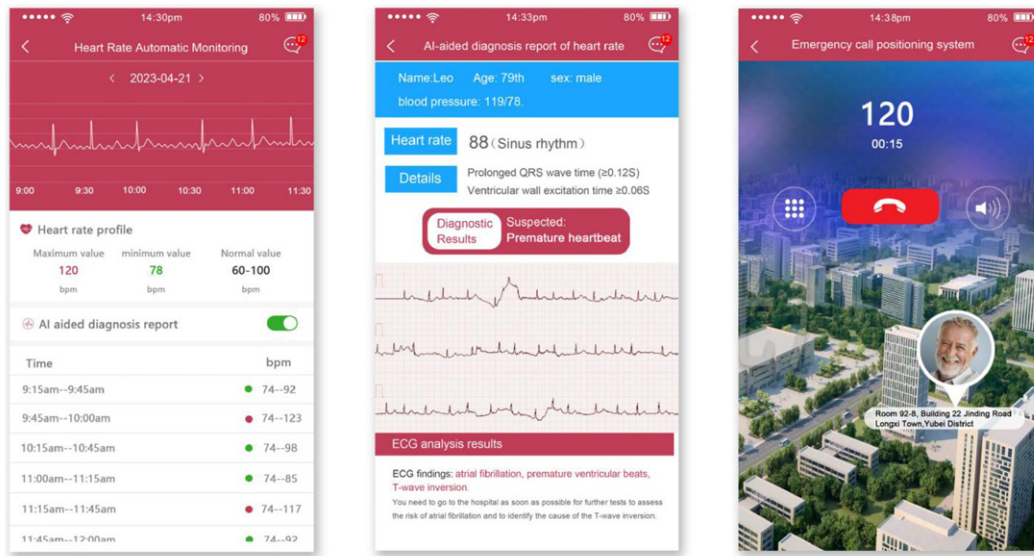 14:30pm 80%
Heart Rate Automatic Monitoring 12
< 2023-04-21 >
9:00 9:30 10:00 10:30 11:00 11:30
Heart rate profile
Maximum value minimum value Normal value
120 78 60-100
bpm bpm bpm
AI aided diagnosis report
Time bpm
9:15am--9:45am 74--92
9:45am--10:00am 74--123
10:15am--10:45am 74--98
11:00am--11:15am 74--85
11:15am--11:45am 74--117
11:45am--12:00am 74--92
14:33pm 80%
AI-aided diagnosis report of heart rate 12
Name:Leo Age: 79th sex: male
blood pressure: 119/78.
Heart rate 88 (Sinus rhythm)
Details Prolonged QRS wave time (≥0.12S)
Ventricular wall excitation time ≥0.06S
Diagnostic Results Suspected:
Premature heartbeat
ECG analysis results
ECG findings: atrial fibrillation, premature ventricular beats,
T-wave inversion.
You need to go to the hospital as soon as possible for further tests to assess
the risk of atrial fibrillation and to identify the cause of the T-wave inversion.
14:38pm 80%
Emergency call positioning system 12
120
00:15
Room 92-8, Building 22 Jinding Road
Longxi Town,Yubei District